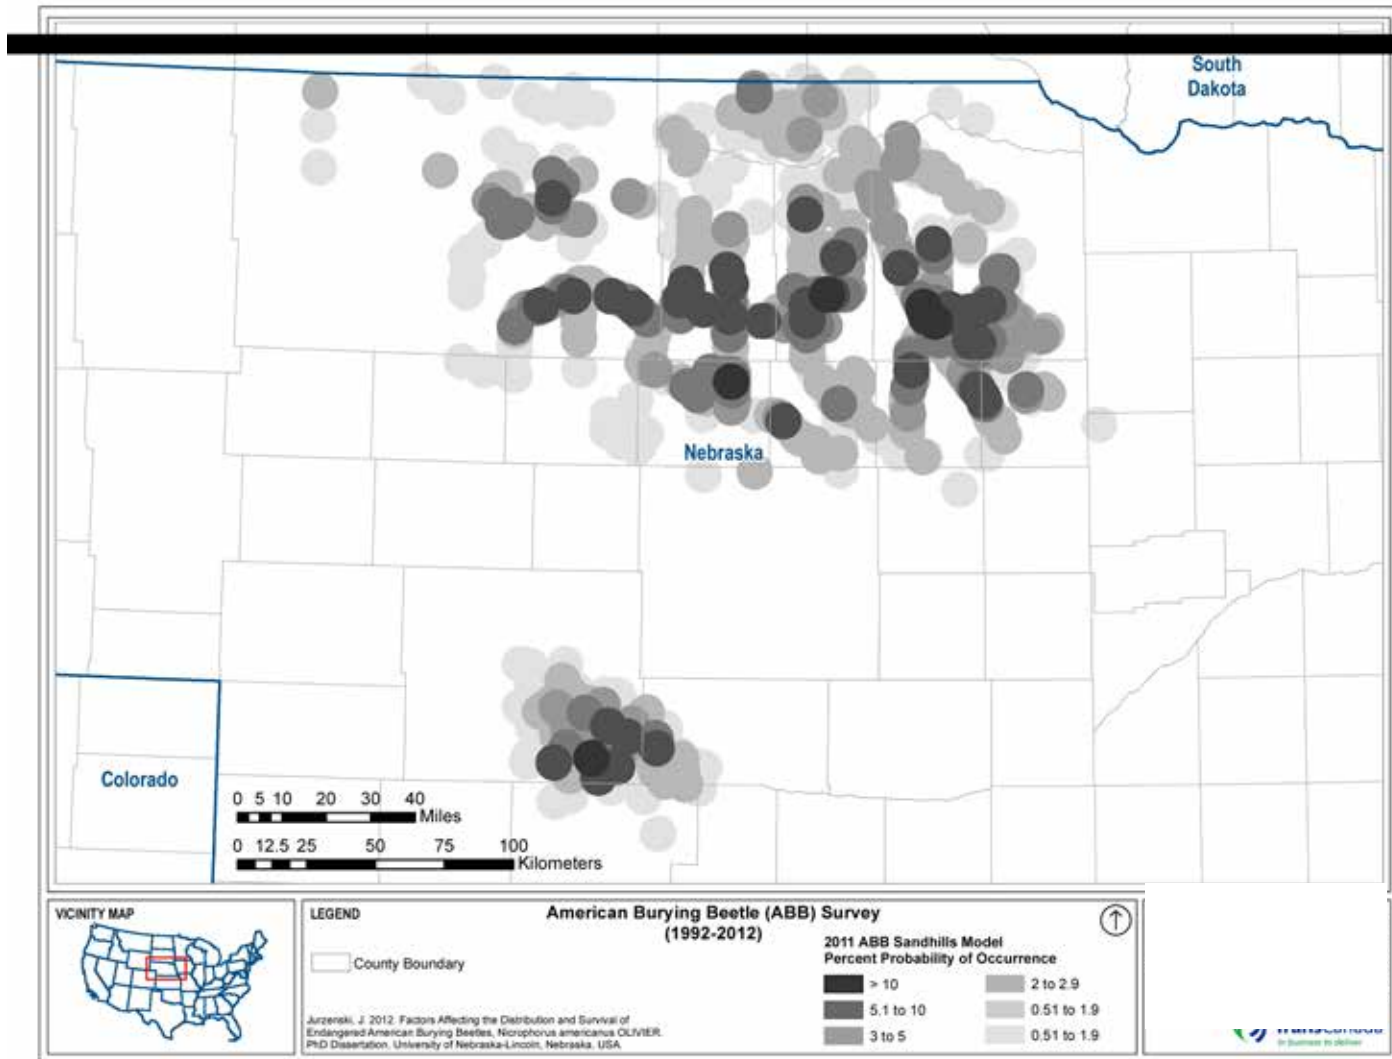 South
Dakota
Nebraska
Colorado
0 5 10 20 30 40
Miles
0 12.5 25 50 75 100
Kilometers
VICINITY MAP
LEGEND
County Boundary
Jurzenski, J. 2012. Factors Affecting the Distribution and Survival of
Endangered American Burying Beetles, Nicrophorus americanus OLIVIER.
PhD Dissertation. University of Nebraska-Lincoln, Nebraska. USA.
American Burying Beetle (ABB) Survey
(1992-2012)
2011 ABB Sandhills Model
Percent Probability of Occurrence
> 10
5.1 to 10
3 to 5
2 to 2.9
0.51 to 1.9
0.51 to 1.9
In business to deliver